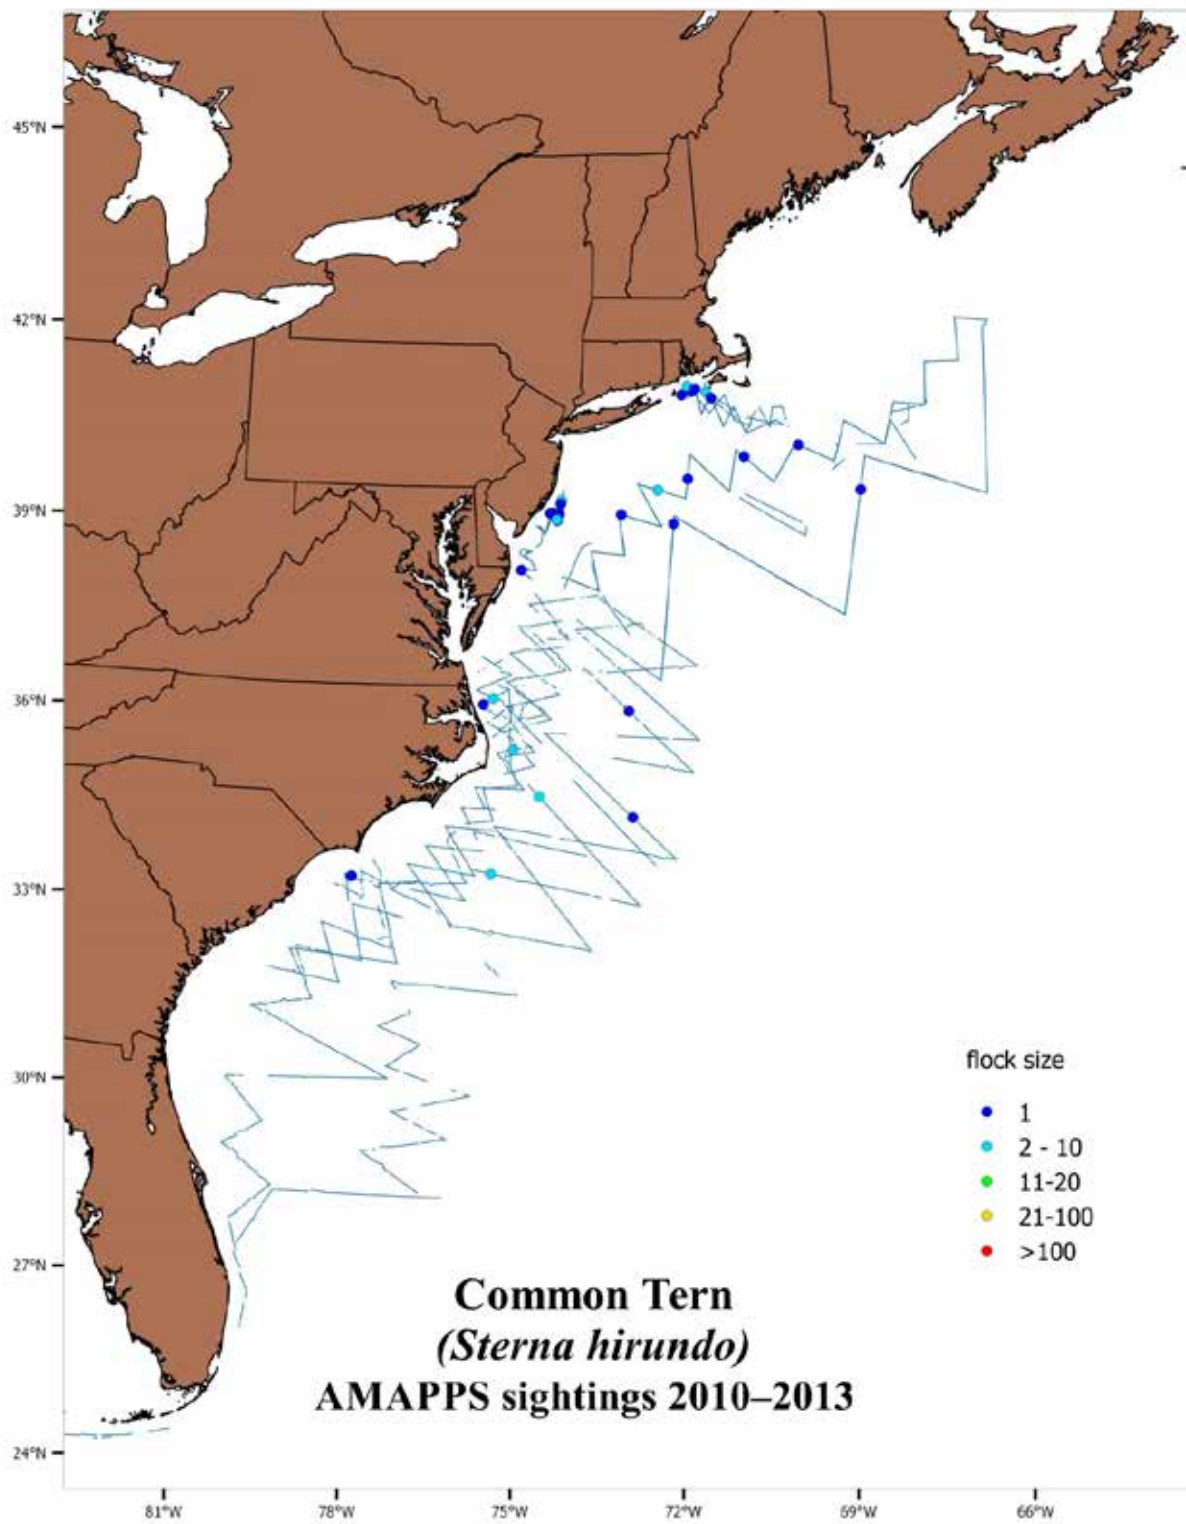 45°N
42°N
39°N
36°N
33°N
30°N
27°N
24°N
flock size
1
2 - 10
11-20
21-100
>100
Common Tern
(Sterna hirundo)
AMAPPS sightings 2010–2013
81°W
78°W
75°W
72°W
69°W
66°W